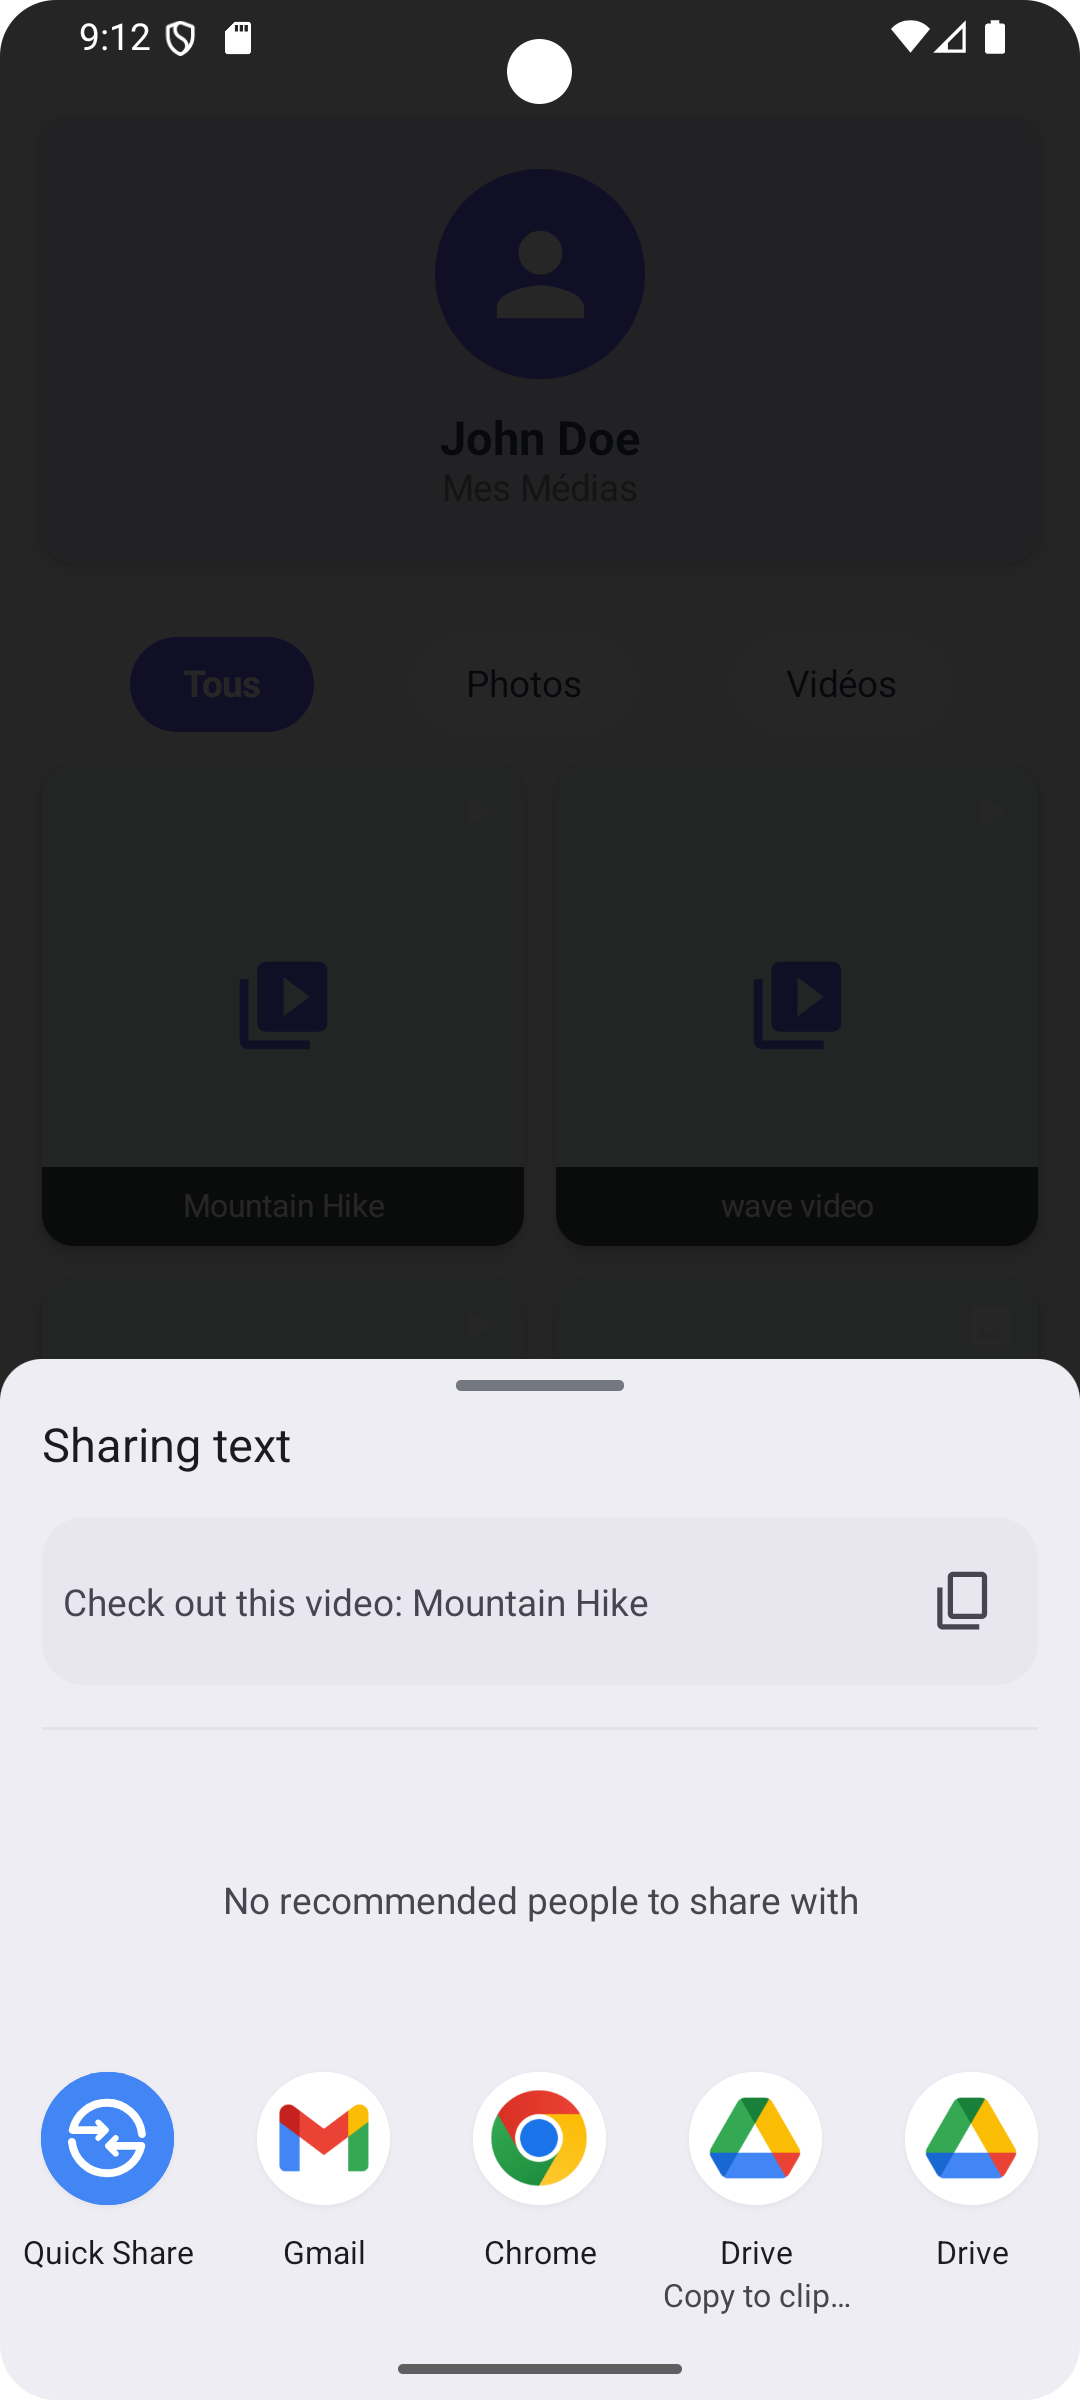 9:12
John Doe
Mes Médias
Tous
Photos
Vidéos
Mountain Hike
wave video
Sharing text
Check out this video: Mountain Hike
No recommended people to share with
Quick Share
Gmail
Chrome
Drive
Copy to clip...
Drive